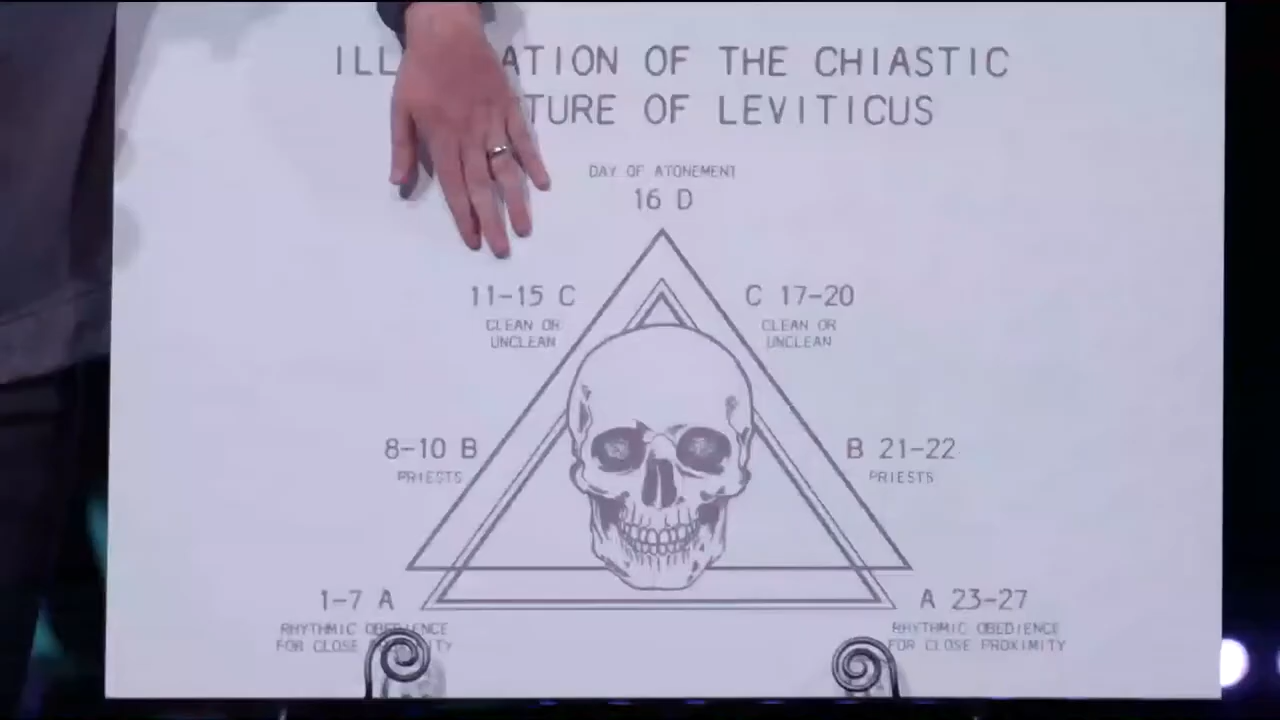 ILL ATION OF THE CHIASTIC
TURE OF LEVITICUS
DAY OF ATONEMENT
16 D
11-15 C
CLEAN OR
UNCLEAN
C 17-20
CLEAN OR
UNCLEAN
8-10 B
PRIESTS
B 21-22
PRIESTS
1-7 A
RHYTHMIC OBEDIENCE
FOR CLOSE
A 23-27
RHYTHMIC OBEDIENCE
FOR CLOSE PROXIMITY